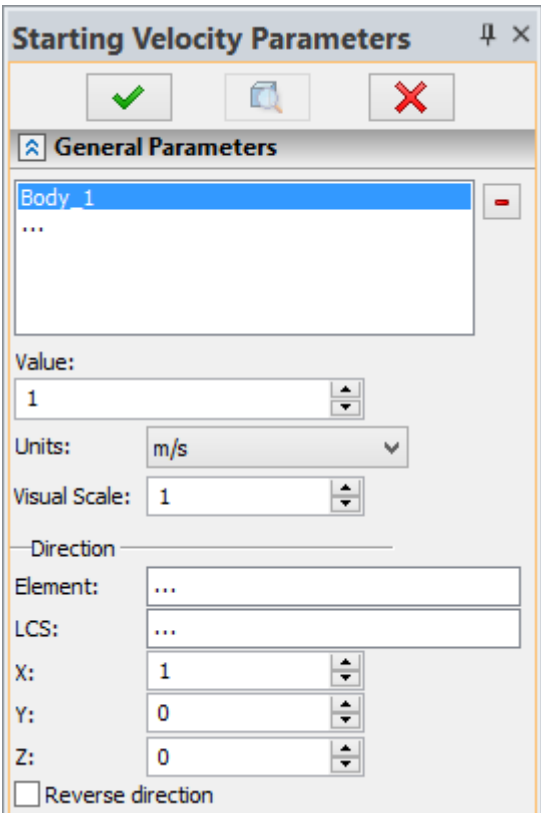 Starting Velocity Parameters
General Parameters
Body_1
...
Value:
1
Units: m/s
Visual Scale: 1
Direction
Element: ...
LCS: ...
X: 1
Y: 0
Z: 0
Reverse direction